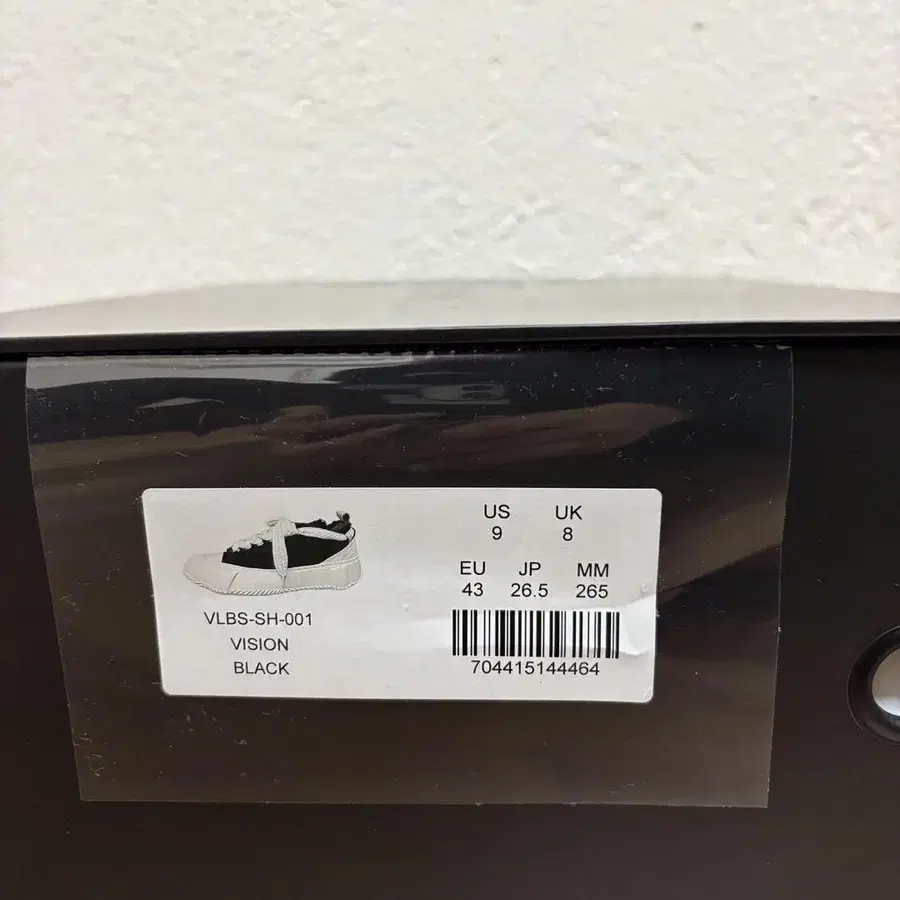 VLBS-SH-001
VISION
BLACK
US UK
9 8
EU JP MM
43 26.5 265
704415144464